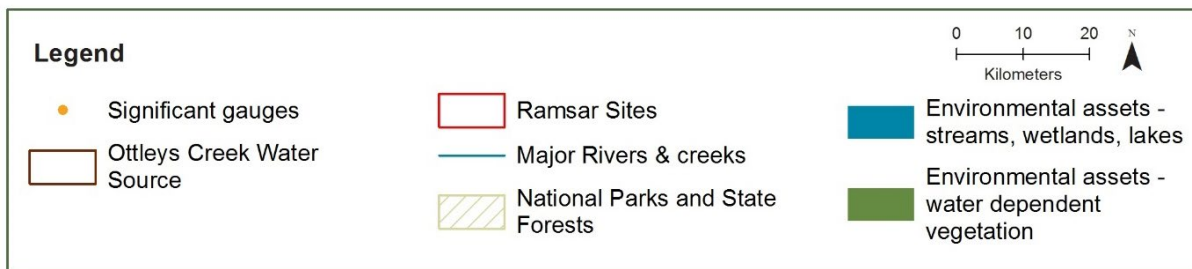 Legend
Significant gauges
Ottleys Creek Water
Source
Ramsar Sites
Major Rivers & creeks
National Parks and State
Forests
0 10 20
Kilometers
N
Environmental assets -
streams, wetlands, lakes
Environmental assets -
water dependent
vegetation